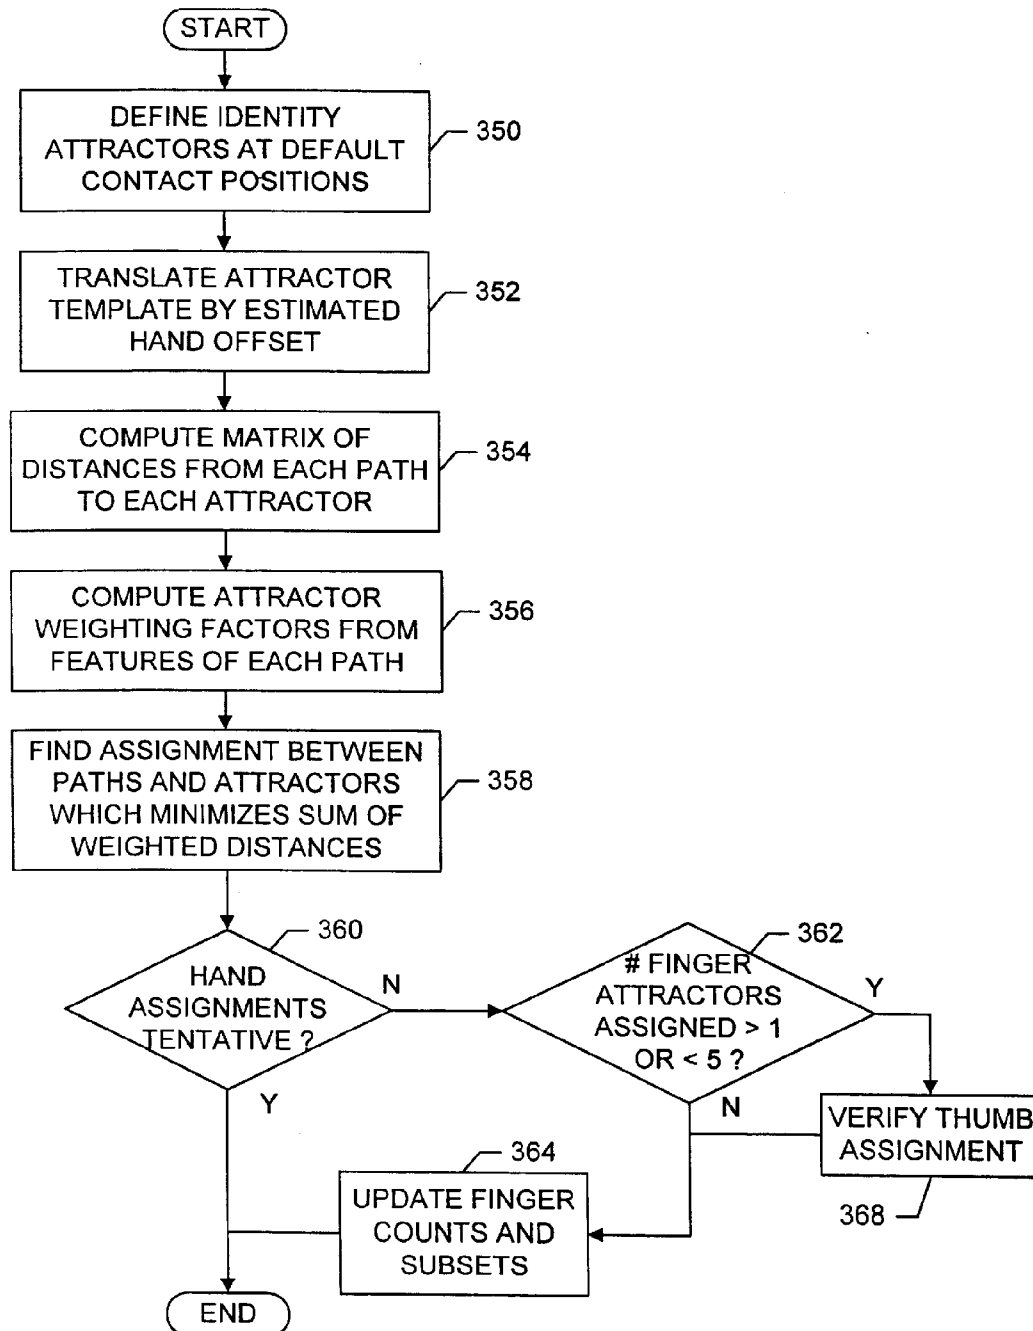 START
DEFINE IDENTITY
ATTRACTORS AT DEFAULT
CONTACT POSITIONS
350
TRANSLATE ATTRACTOR
TEMPLATE BY ESTIMATED
HAND OFFSET
352
COMPUTE MATRIX OF
DISTANCES FROM EACH PATH
TO EACH ATTRACTOR
354
COMPUTE ATTRACTOR
WEIGHTING FACTORS FROM
FEATURES OF EACH PATH
356
FIND ASSIGNMENT BETWEEN
PATHS AND ATTRACTORS
WHICH MINIMIZES SUM OF
WEIGHTED DISTANCES
358
HAND
ASSIGNMENTS
TENTATIVE ?
360
N
Y
# FINGER
ATTRACTORS
ASSIGNED > 1
OR < 5 ?
362
Y
N
VERIFY THUMB
ASSIGNMENT
368
364
UPDATE FINGER
COUNTS AND
SUBSETS
END